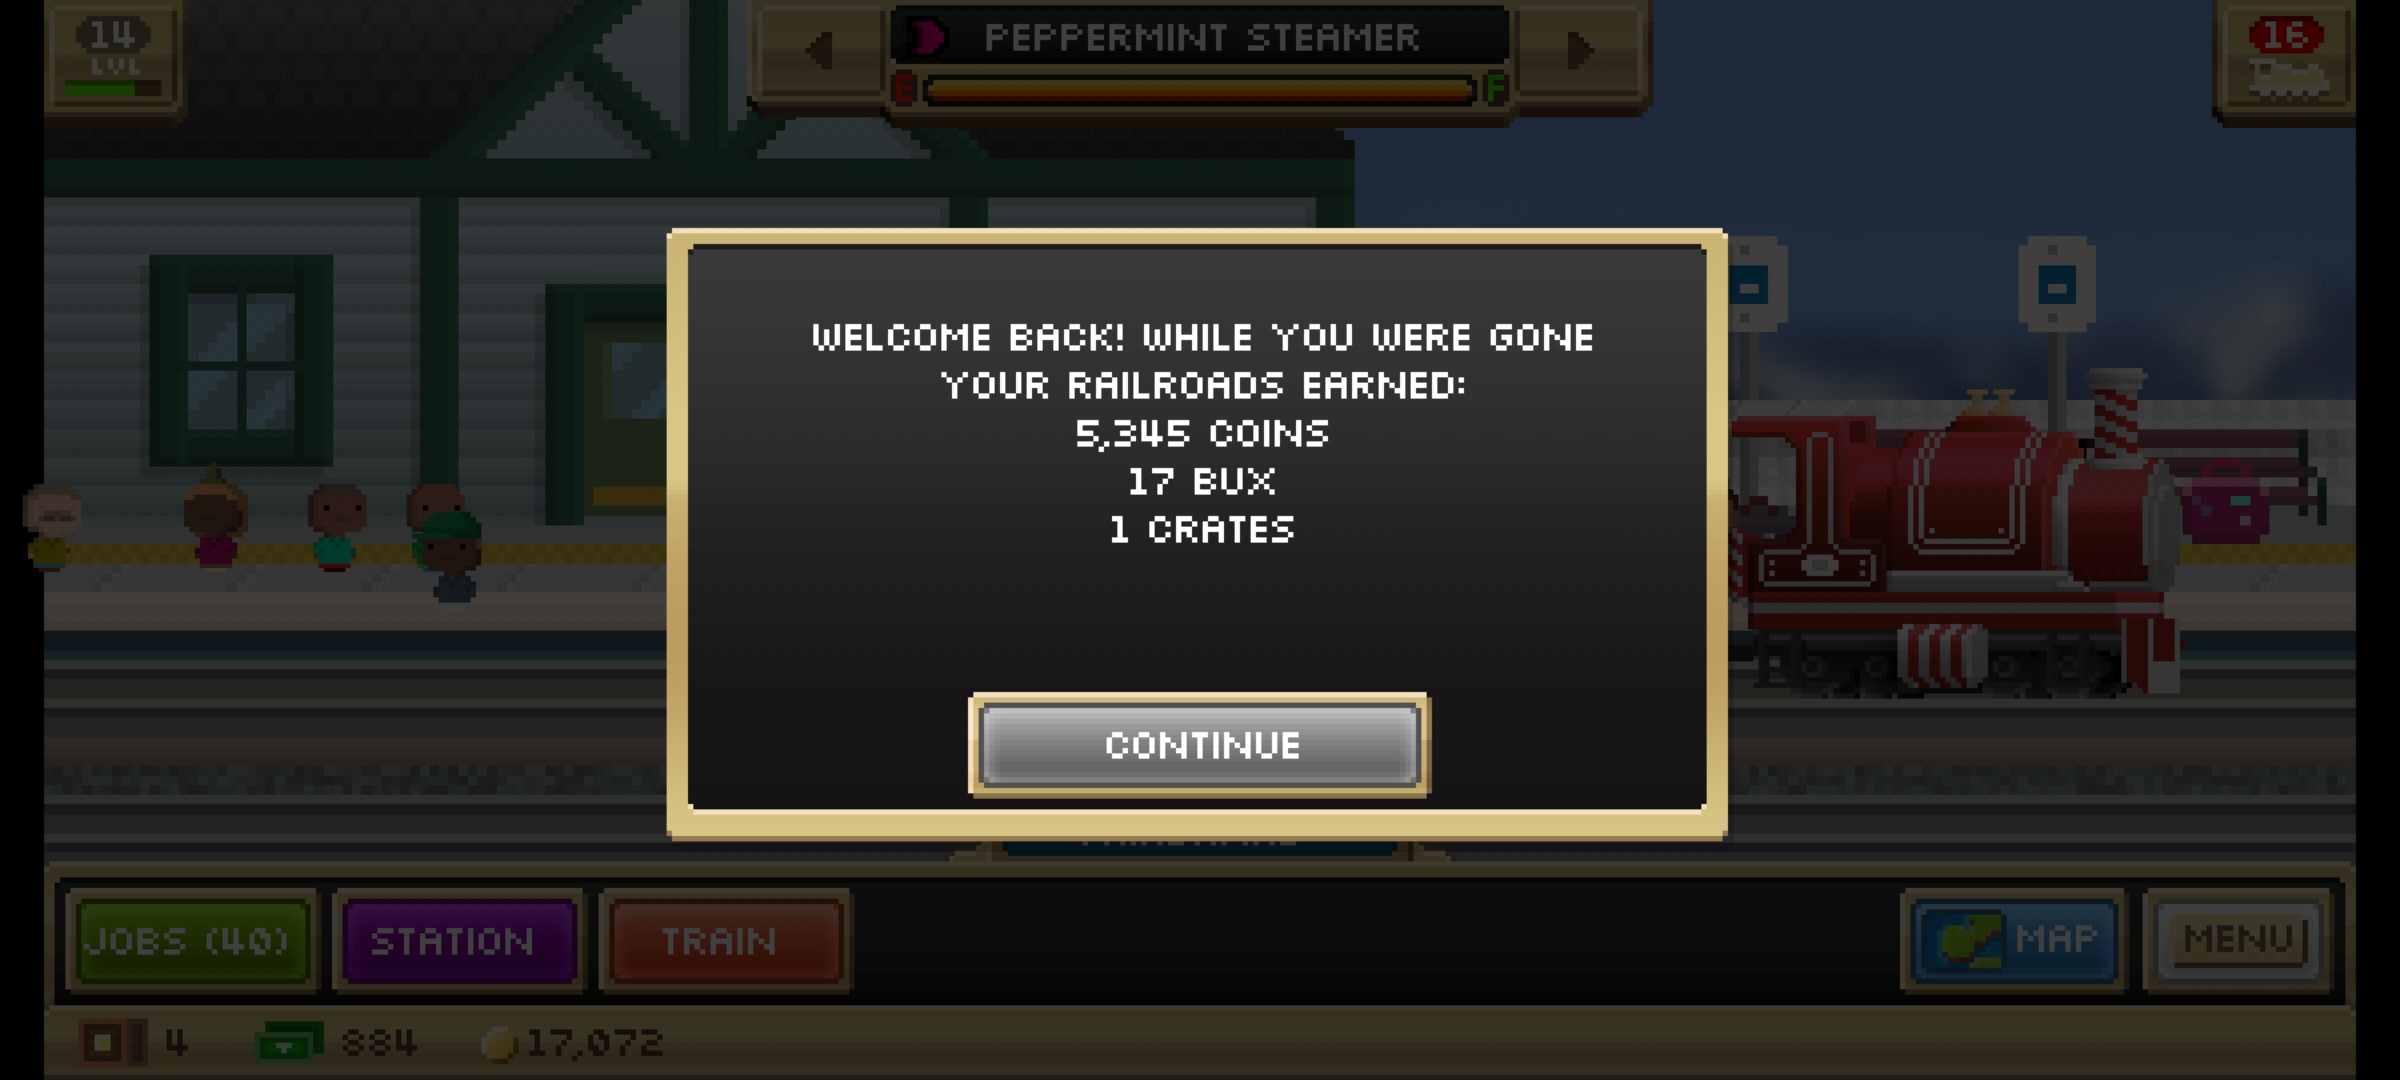 14
LVL
PEPPERMINT STEAMER
E
F
16
WELCOME BACK! WHILE YOU WERE GONE
YOUR RAILROADS EARNED:
5,345 COINS
17 BUX
1 CRATES
CONTINUE
JOBS (40)
STATION
TRAIN
MAP
MENU
4
884
17,072